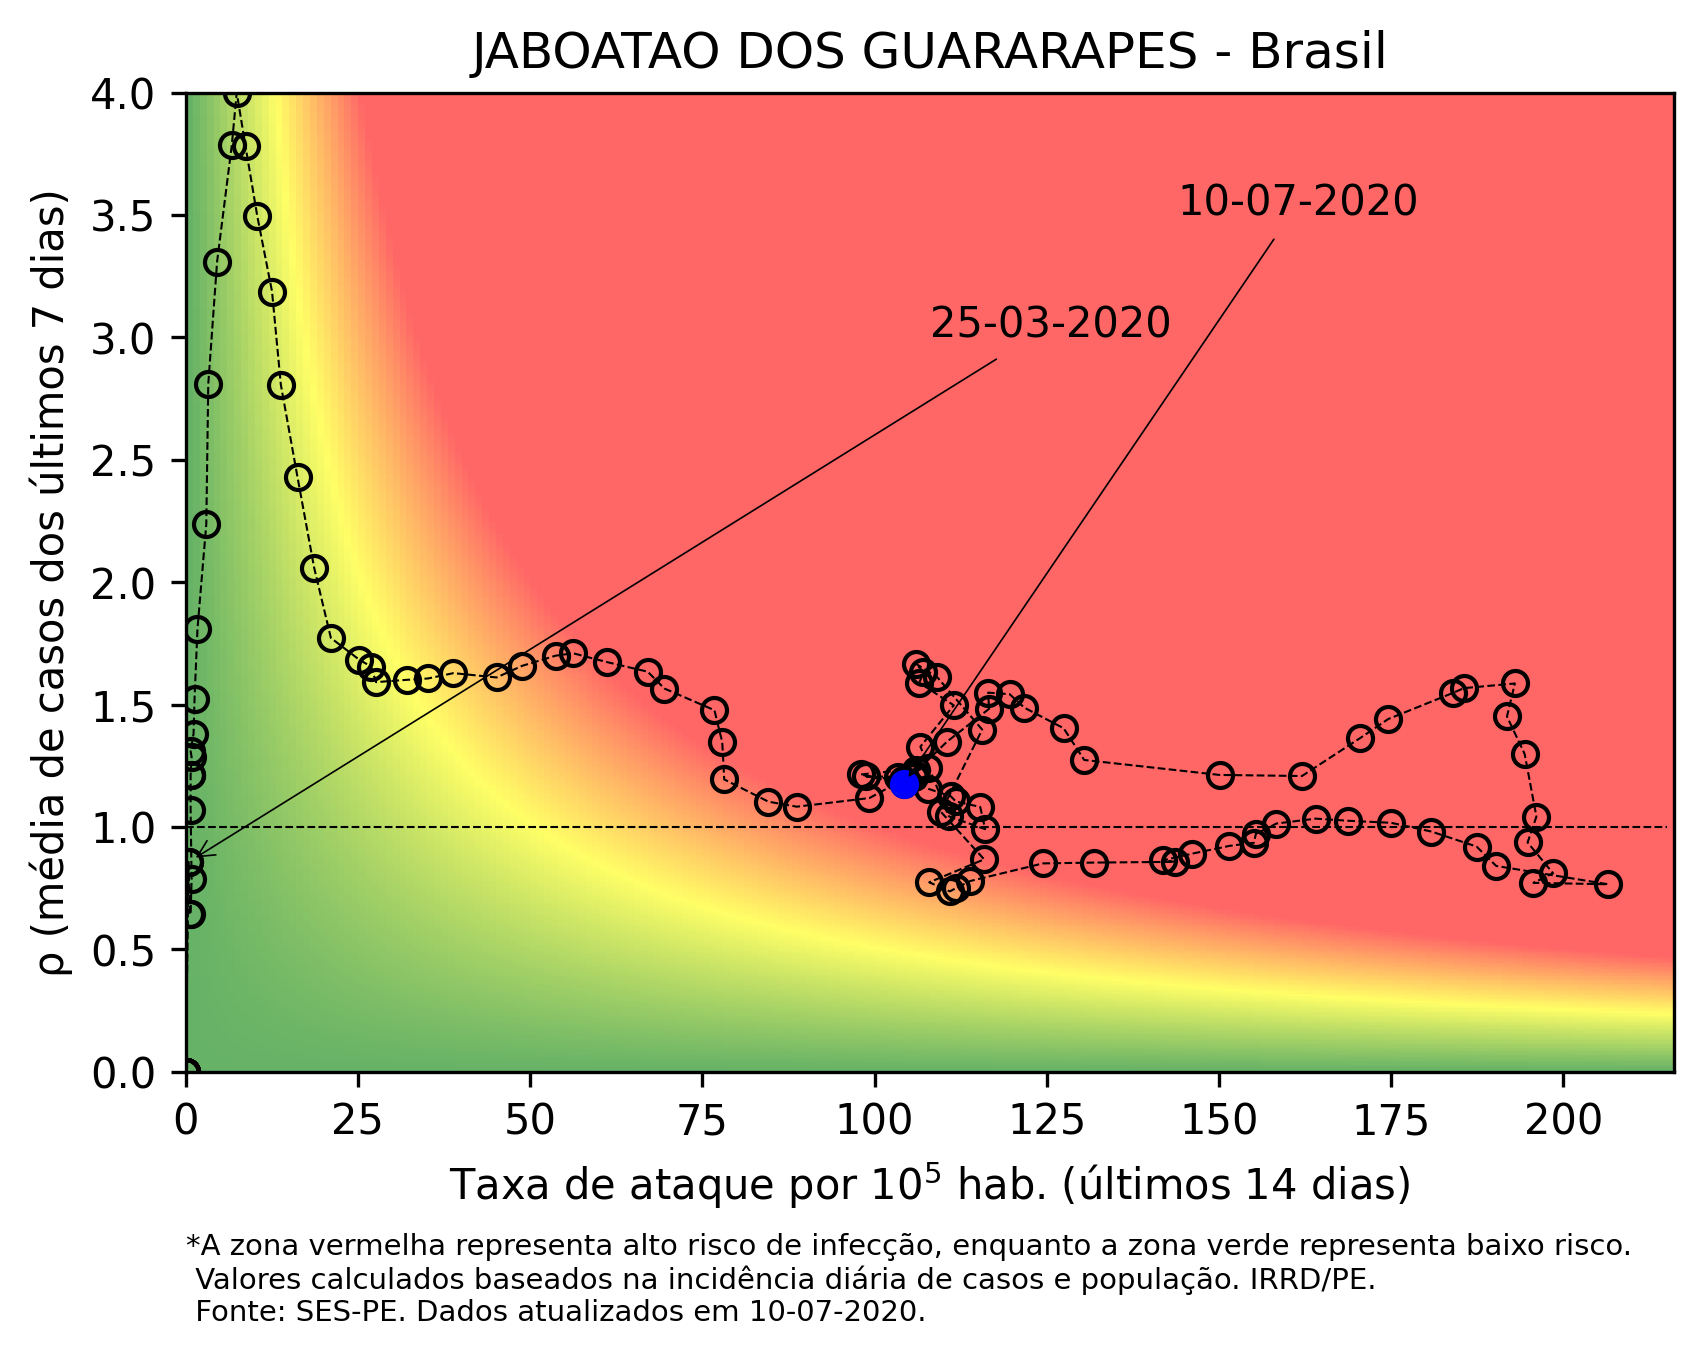 JABOATAO DOS GUARARAPES - Brasil
4.0
3.5
3.0
2.5
2.0
1.5
1.0
0.5
0.0
ρ (média de casos dos últimos 7 dias)
10-07-2020
25-03-2020
0 25 50 75 100 125 150 175 200
Taxa de ataque por 10⁵ hab. (últimos 14 dias)
*A zona vermelha representa alto risco de infecção, enquanto a zona verde representa baixo risco.
Valores calculados baseados na incidência diária de casos e população. IRRD/PE.
Fonte: SES-PE. Dados atualizados em 10-07-2020.